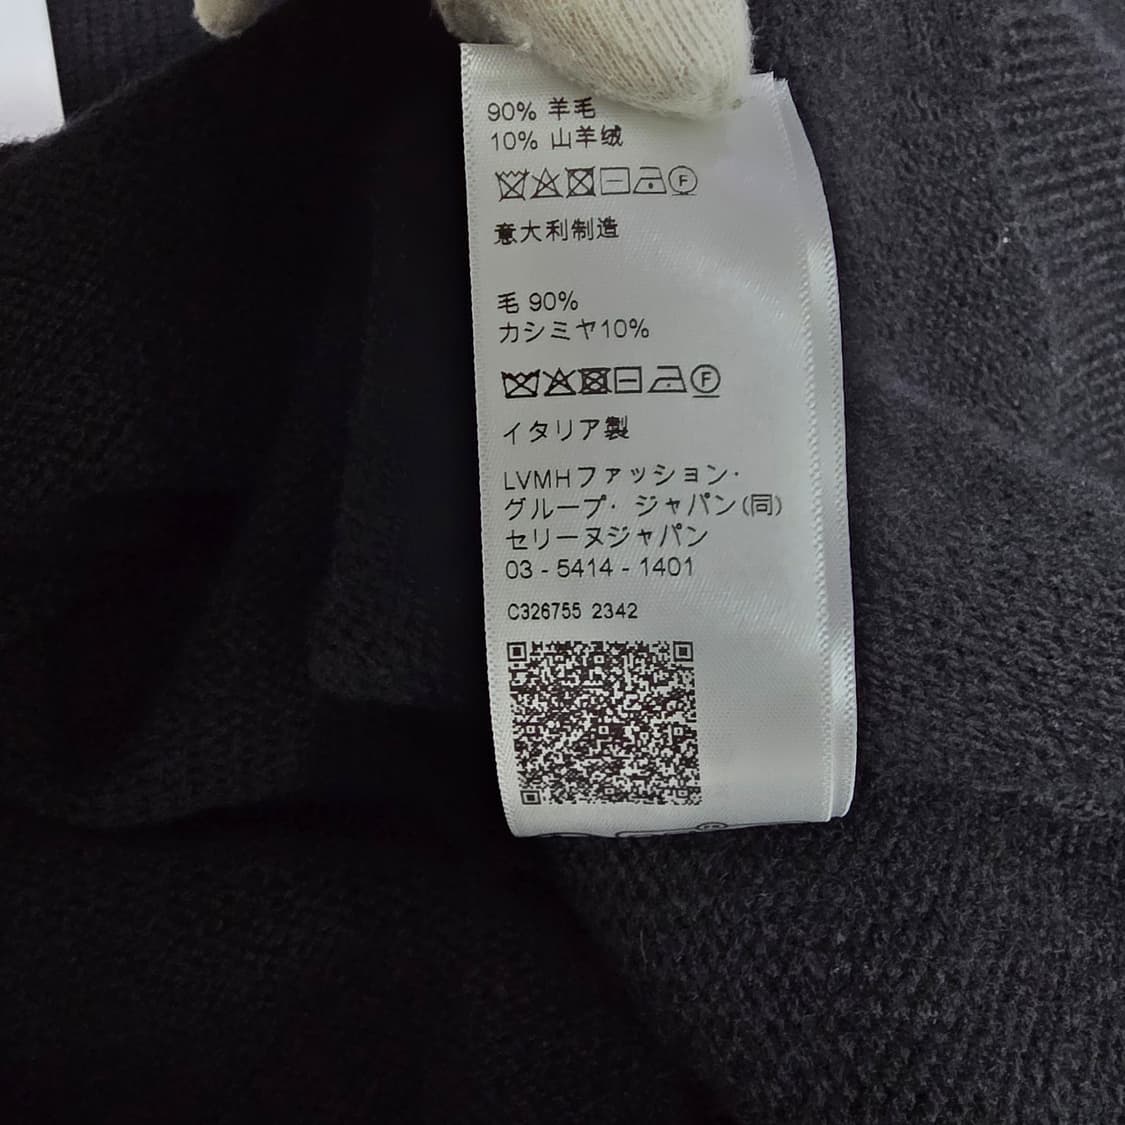 90% 羊毛
10% 山羊绒
F
意大利制造
毛 90%
カシミヤ10%
F
イタリア製
LVMHファッション・
グループ・ジャパン(同)
セリーヌジャパン
03 - 5414 - 1401
C326755 2342